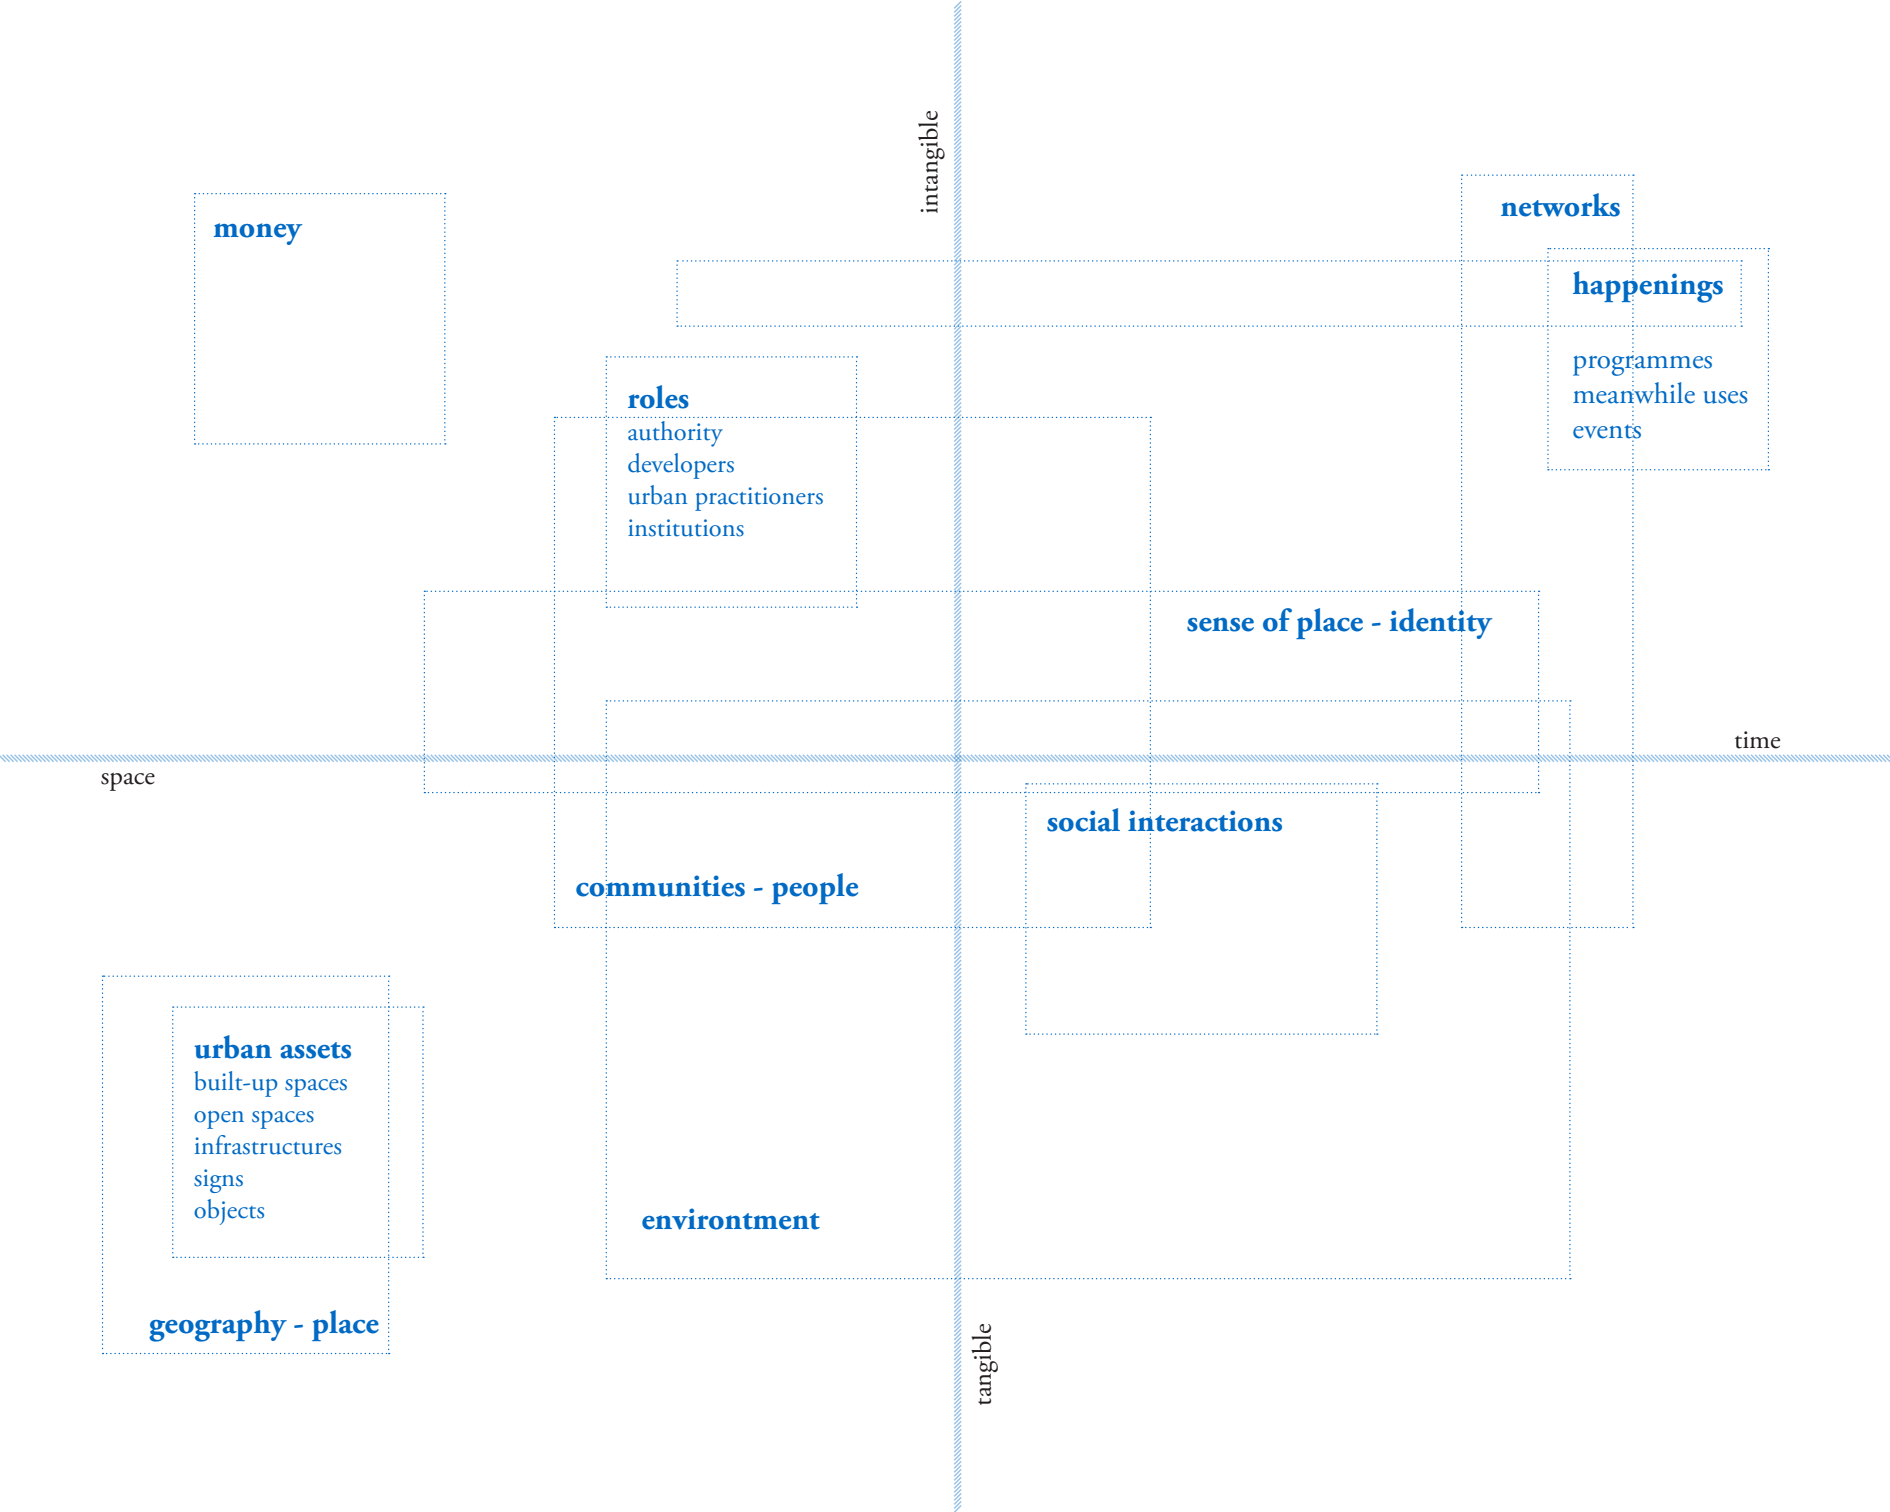 intangible
money
networks
happenings
programmes
meanwhile uses
events
roles
authority
developers
urban practitioners
institutions
sense of place - identity
time
space
social interactions
communities - people
urban assets
built-up spaces
open spaces
infrastructures
signs
objects
environtment
geography - place
tangible